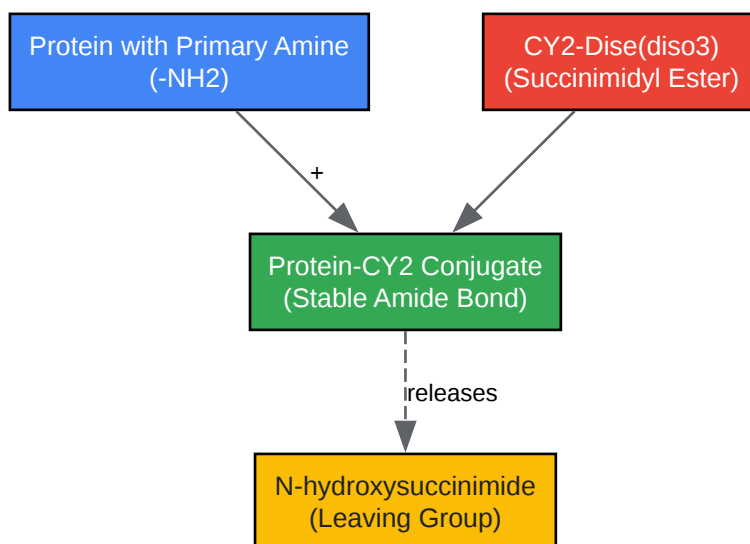 Protein with Primary Amine
(-NH2)
CY2-Dise(diso3)
(Succinimidyl Ester)
+
Protein-CY2 Conjugate
(Stable Amide Bond)
releases
N-hydroxysuccinimide
(Leaving Group)